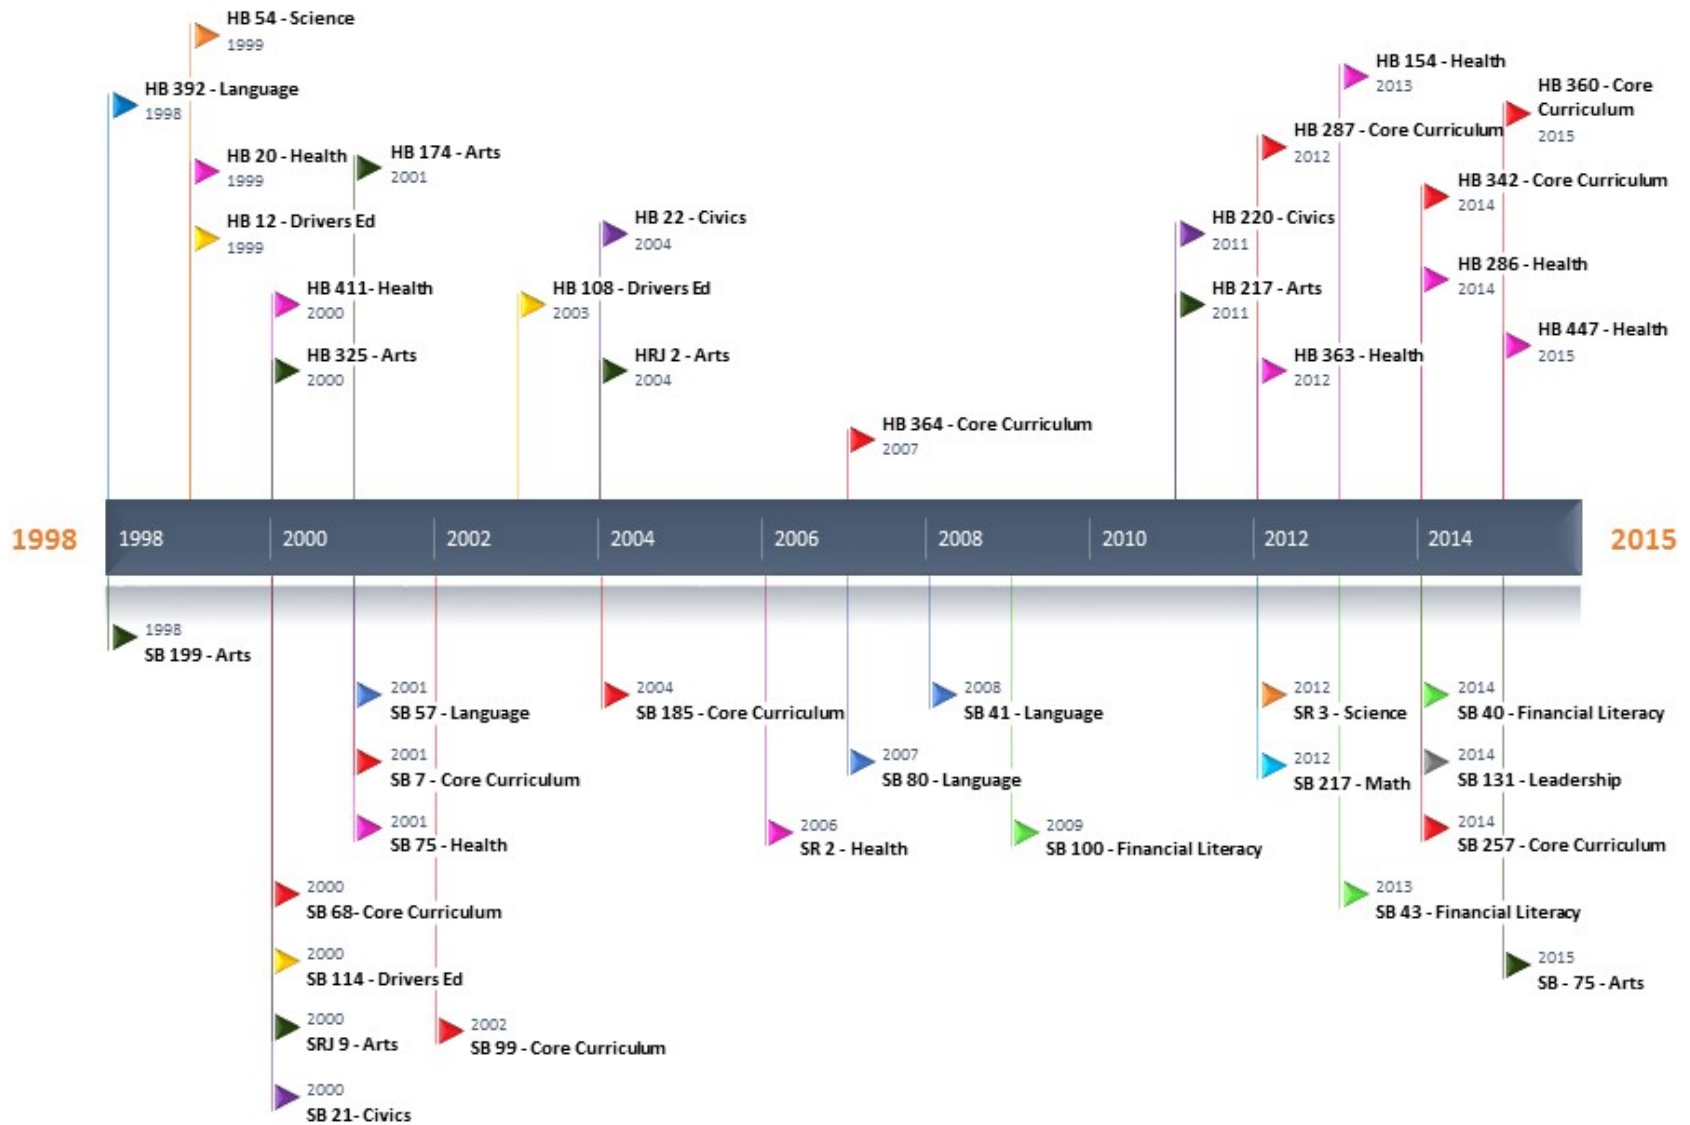 HB 54 - Science
1999
HB 392 - Language
1998
HB 20 - Health
1999
HB 12 - Drivers Ed
1999
HB 174 - Arts
2001
HB 411- Health
2000
HB 325 - Arts
2000
HB 108 - Drivers Ed
2003
HB 22 - Civics
2004
HRJ 2 - Arts
2004
HB 364 - Core Curriculum
2007
HB 220 - Civics
2011
HB 217 - Arts
2011
HB 154 - Health
2013
HB 287 - Core Curriculum
2012
HB 363 - Health
2012
HB 360 - Core
Curriculum
2015
HB 342 - Core Curriculum
2014
HB 286 - Health
2014
HB 447 - Health
2015
1998 1998 2000 2002 2004 2006 2008 2010 2012 2014 2015
1998
SB 199 - Arts
2001
SB 57 - Language
2001
SB 7 - Core Curriculum
2001
SB 75 - Health
2000
SB 68- Core Curriculum
2000
SB 114 - Drivers Ed
2000
SRJ 9 - Arts
2000
SB 21- Civics
2002
SB 99 - Core Curriculum
2004
SB 185 - Core Curriculum
2006
SR 2 - Health
2007
SB 80 - Language
2008
SB 41 - Language
2009
SB 100 - Financial Literacy
2012
SR 3 - Science
2012
SB 217 - Math
2013
SB 43 - Financial Literacy
2014
SB 40 - Financial Literacy
2014
SB 131 - Leadership
2014
SB 257 - Core Curriculum
2015
SB - 75 - Arts